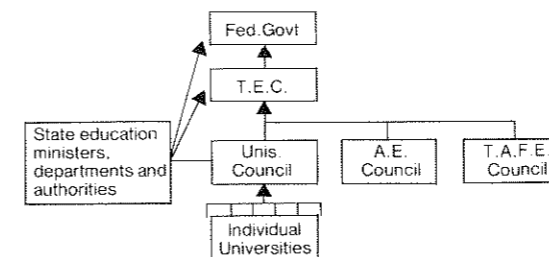 Fed.Govt
T.E.C.
State education
ministers,
departments and
authorities
Unis.
Council
A.E.
Council
T.A.F.E.
Council
Individual
Universities